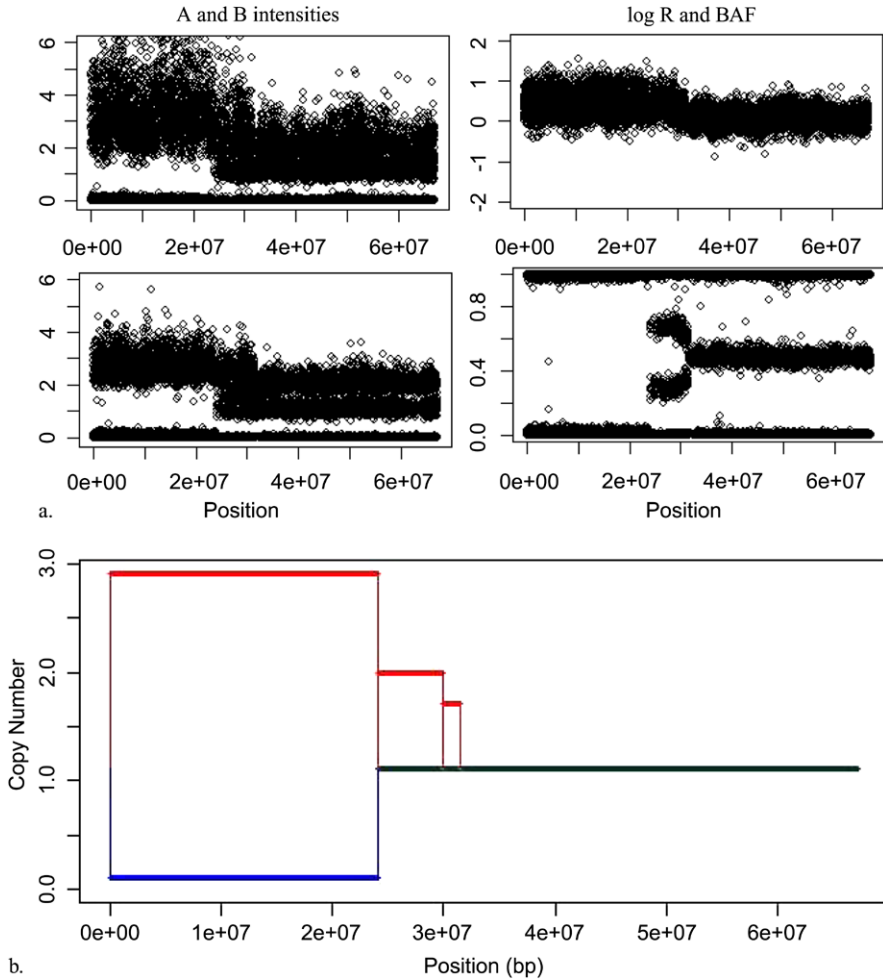 A and B intensities
log R and BAF
6
4
2
0
0e+00 2e+07 4e+07 6e+07
2
1
0
-1
-2
0e+00 2e+07 4e+07 6e+07
6
4
2
0
0e+00 2e+07 4e+07 6e+07
Position
0.8
0.4
0.0
0e+00 2e+07 4e+07 6e+07
Position
a.
Copy Number
3.0
2.0
1.0
0.0
0e+00 1e+07 2e+07 3e+07 4e+07 5e+07 6e+07
Position (bp)
b.